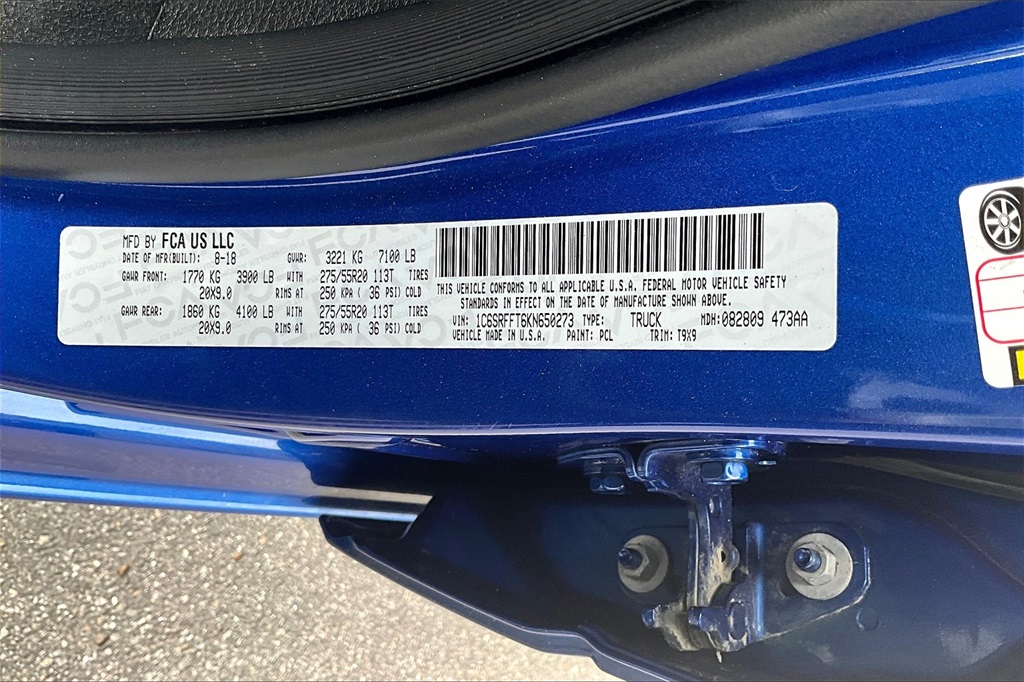 MFD BY FCA US LLC
DATE OF MFR(BUILT): 8-18 GVWR: 3221 KG 7100 LB
GAWR FRONT: 1770 KG 3900 LB WITH 275/55R20 113T TIRES
20X9.0 RIMS AT 250 KPA ( 36 PSI) COLD
GAWR REAR: 1860 KG 4100 LB WITH 275/55R20 113T TIRES
20X9.0 RIMS AT 250 KPA ( 36 PSI) COLD
THIS VEHICLE CONFORMS TO ALL APPLICABLE U.S.A. FEDERAL MOTOR VEHICLE SAFETY
STANDARDS IN EFFECT ON THE DATE OF MANUFACTURE SHOWN ABOVE.
VIN: 1C6SRFFT6KN650273 TYPE: TRUCK MDH: 082809 473AA
VEHICLE MADE IN U.S.A. PAINT: PCL TRIM: T9X9